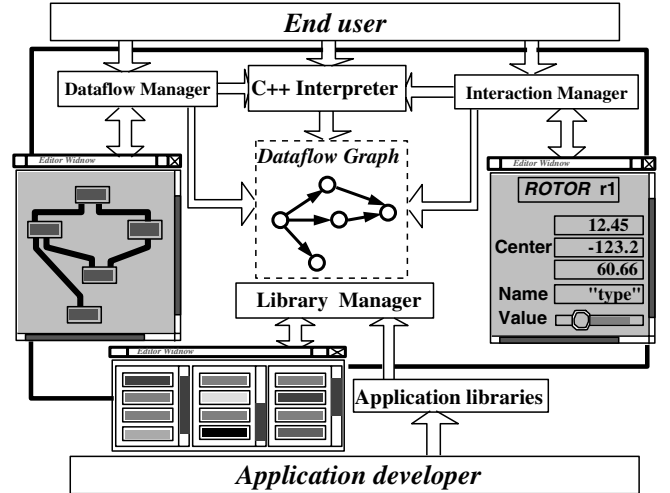 End user
Dataflow Manager
C++ Interpreter
Interaction Manager
Editor Widnow
Dataflow Graph
Editor Widnow
ROTOR r1
12.45
Center -123.2
60.66
Name "type"
Value
Library Manager
Editor Widnow
Application libraries
Application developer